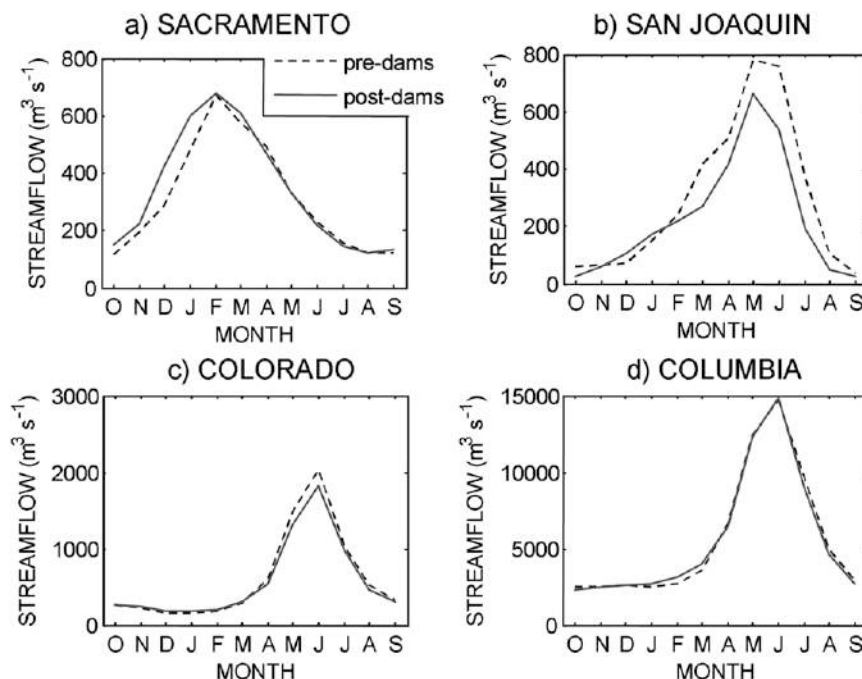 a) SACRAMENTO
800
600
400
200
0
STREAMFLOW (m³ s⁻¹)
pre-dams
post-dams
O N D J F M A M J J A S
MONTH
b) SAN JOAQUIN
800
600
400
200
0
STREAMFLOW (m³ s⁻¹)
O N D J F M A M J J A S
MONTH
c) COLORADO
3000
2000
1000
0
STREAMFLOW (m³ s⁻¹)
O N D J F M A M J J A S
MONTH
d) COLUMBIA
15000
10000
5000
0
STREAMFLOW (m³ s⁻¹)
O N D J F M A M J J A S
MONTH